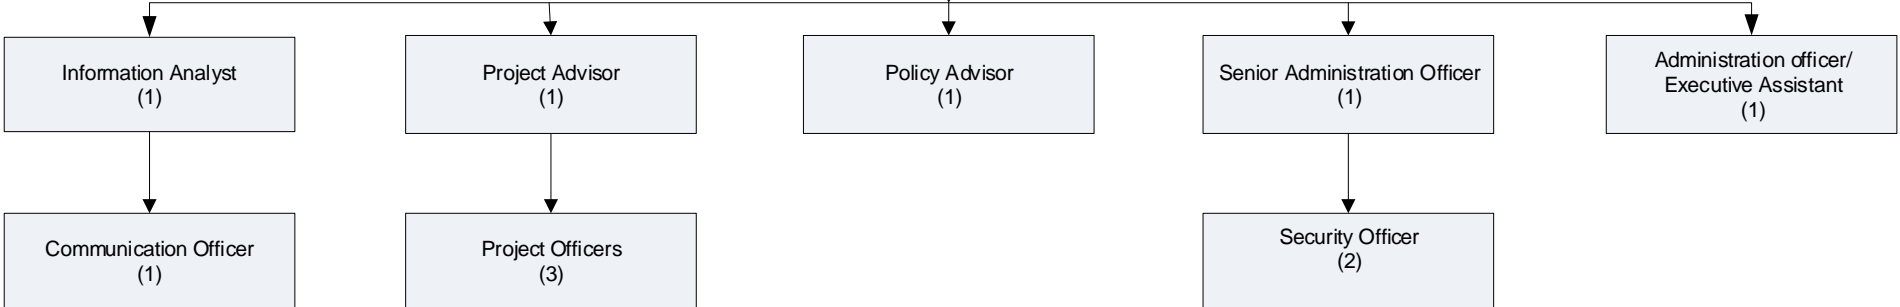 Information Analyst
(1)
Project Advisor
(1)
Policy Advisor
(1)
Senior Administration Officer
(1)
Administration officer/
Executive Assistant
(1)
Communication Officer
(1)
Project Officers
(3)
Security Officer
(2)